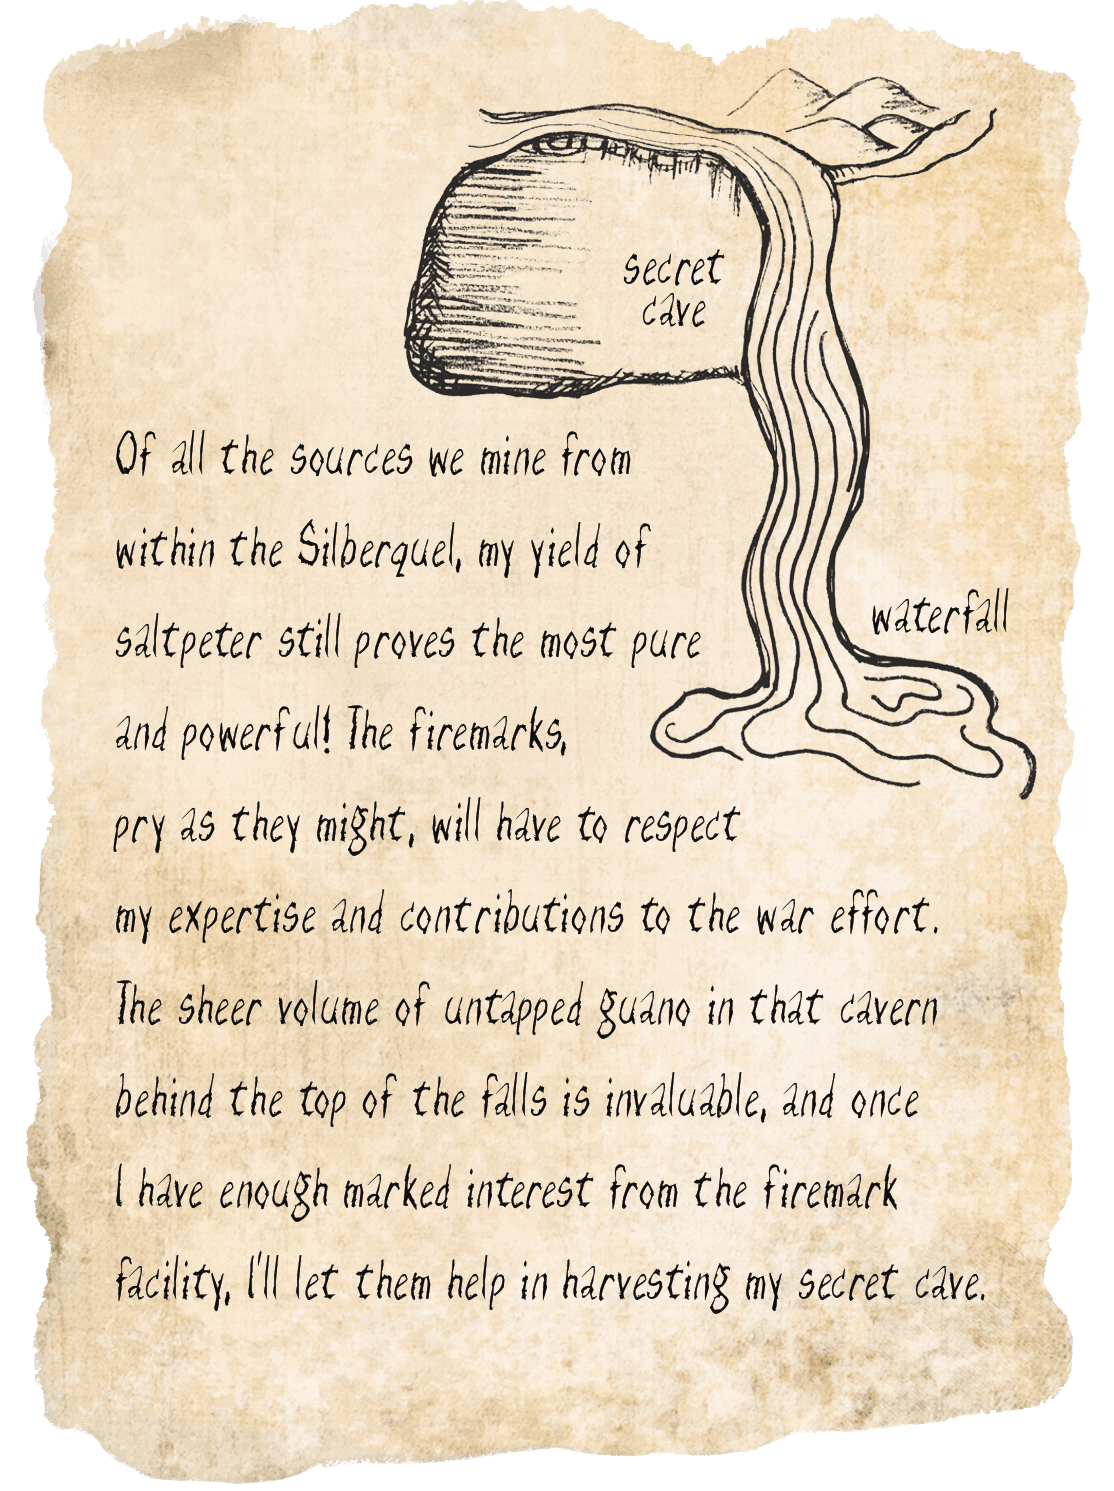 secret
cave
Of all the sources we mine from
within the Silberquel, my yield of
saltpeter still proves the most pure
waterfall
and powerful! The firemarks,
pry as they might, will have to respect
my expertise and contributions to the war effort.
The sheer volume of untapped guano in that cavern
behind the top of the falls is invaluable, and once
I have enough marked interest from the firemark
facility, I'll let them help in harvesting my secret cave.